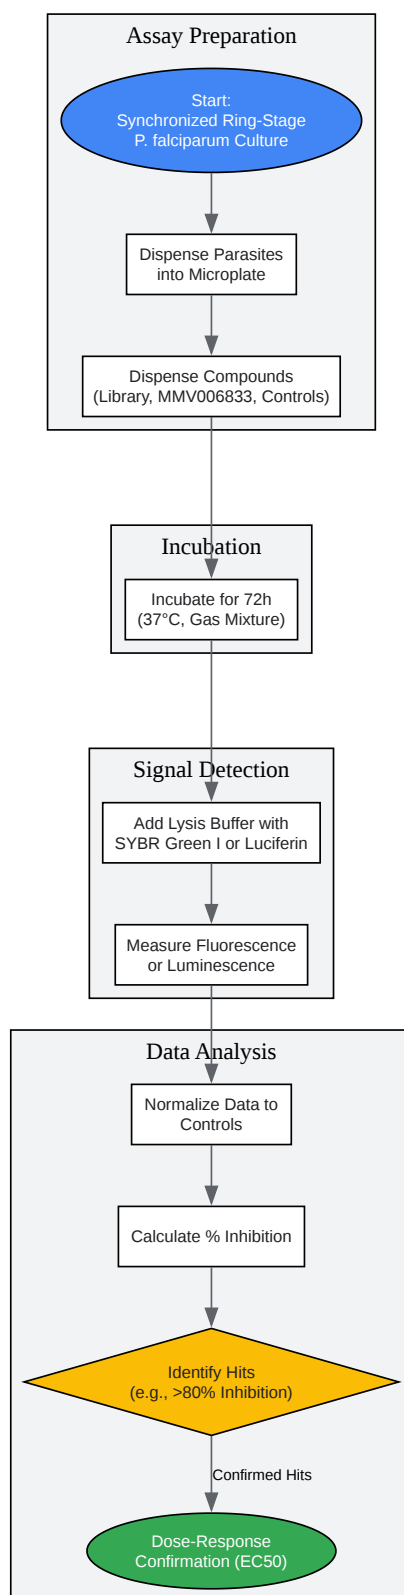 Assay Preparation
Start:
Synchronized Ring-Stage
P. falciparum Culture
Dispense Parasites
into Microplate
Dispense Compounds
(Library, MMV006833, Controls)
Incubation
Incubate for 72h
(37°C, Gas Mixture)
Signal Detection
Add Lysis Buffer with
SYBR Green I or Luciferin
Measure Fluorescence
or Luminescence
Data Analysis
Normalize Data to
Controls
Calculate % Inhibition
Identify Hits
(e.g., >80% Inhibition)
Confirmed Hits
Dose-Response
Confirmation (EC50)